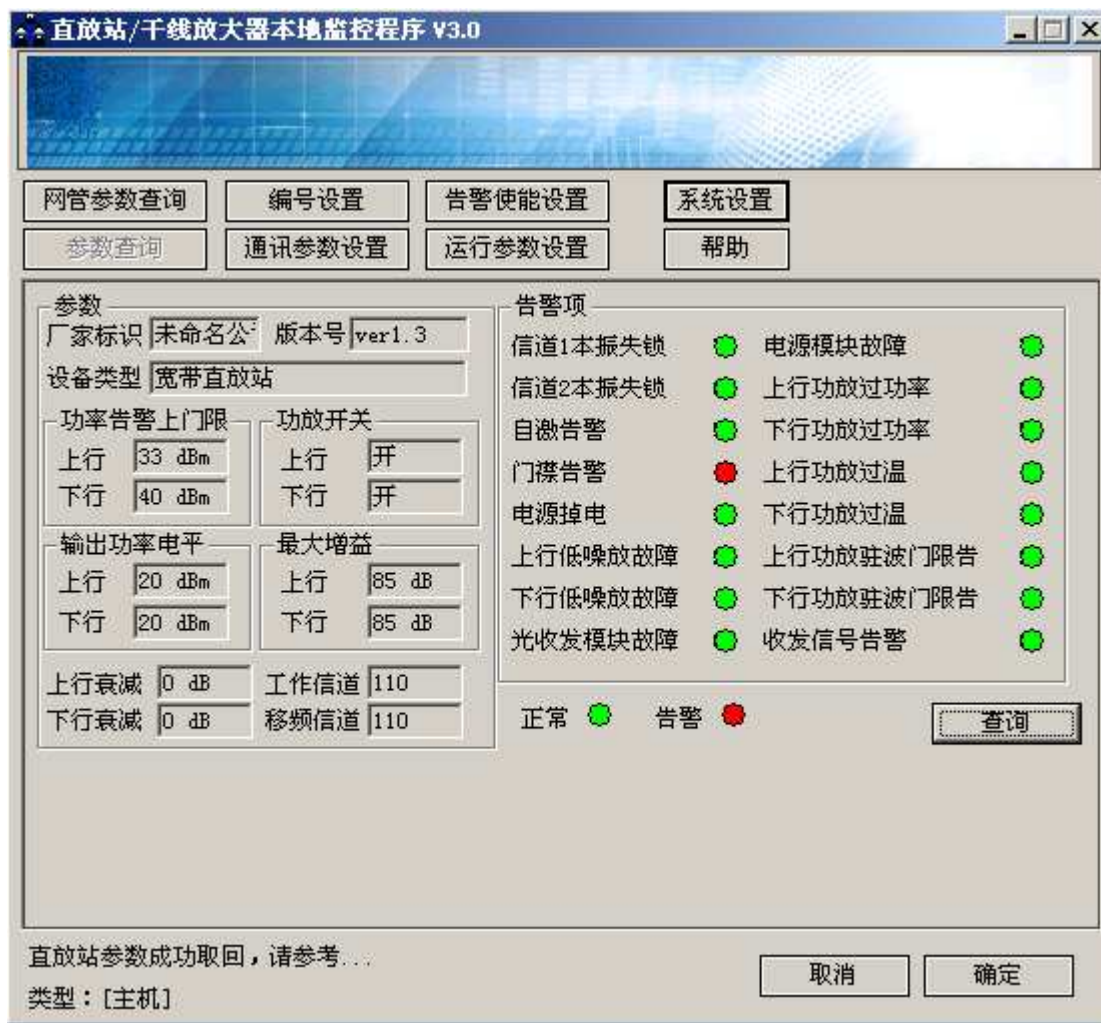 直放站/干线放大器本地监控程序 V3.0
网管参数查询 编号设置 告警使能设置 系统设置
参数查询 通讯参数设置 运行参数设置 帮助
参数
厂家标识 未命名公 版本号 ver1.3
设备类型 宽带直放站
功率告警上门限
上行 33 dBm
下行 40 dBm
功放开关
上行 开
下行 开
输出功率电平
上行 20 dBm
下行 20 dBm
最大增益
上行 85 dB
下行 85 dB
上行衰减 0 dB 工作信道 110
下行衰减 0 dB 移频信道 110
告警项
信道1本振失锁 电源模块故障
信道2本振失锁 上行功放过功率
自激告警 下行功放过功率
门襟告警 上行功放过温
电源掉电 下行功放过温
上行低噪放故障 上行功放驻波门限告
下行低噪放故障 下行功放驻波门限告
光收发模块故障 收发信号告警
正常 告警 查询
直放站参数成功取回，请参考...
类型：[主机]
取消 确定